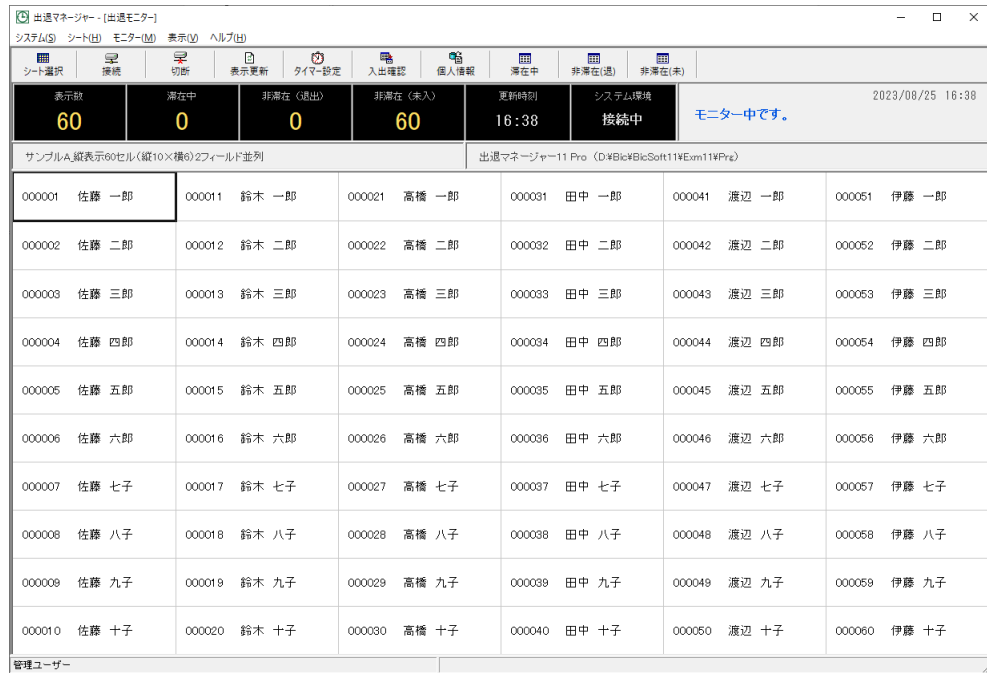 出退マネージャー - [出退モニター]
システム(S) シート(H) モニター(M) 表示(V) ヘルプ(H)
シート選択 接続 切断 表示更新 タイマー設定 入出確認 個人情報 滞在中 非滞在(退) 非滞在(未)
表示数 滞在中 非滞在（退出） 非滞在（未入） 更新時刻 システム環境 2023/08/25 16:38
60 0 0 60 16:38 接続中 モニター中です。
サンプルA_縦表示60セル(縦10×横6)2フィールド並列 出退マネージャー11 Pro（D:¥Bic¥BicSoft11¥Exm11¥Prg）
000001 佐藤 一郎 000011 鈴木 一郎 000021 高橋 一郎 000031 田中 一郎 000041 渡辺 一郎 000051 伊藤 一郎
000002 佐藤 二郎 000012 鈴木 二郎 000022 高橋 二郎 000032 田中 二郎 000042 渡辺 二郎 000052 伊藤 二郎
000003 佐藤 三郎 000013 鈴木 三郎 000023 高橋 三郎 000033 田中 三郎 000043 渡辺 三郎 000053 伊藤 三郎
000004 佐藤 四郎 000014 鈴木 四郎 000024 高橋 四郎 000034 田中 四郎 000044 渡辺 四郎 000054 伊藤 四郎
000005 佐藤 五郎 000015 鈴木 五郎 000025 高橋 五郎 000035 田中 五郎 000045 渡辺 五郎 000055 伊藤 五郎
000006 佐藤 六郎 000016 鈴木 六郎 000026 高橋 六郎 000036 田中 六郎 000046 渡辺 六郎 000056 伊藤 六郎
000007 佐藤 七子 000017 鈴木 七子 000027 高橋 七子 000037 田中 七子 000047 渡辺 七子 000057 伊藤 七子
000008 佐藤 八子 000018 鈴木 八子 000028 高橋 八子 000038 田中 八子 000048 渡辺 八子 000058 伊藤 八子
000009 佐藤 九子 000019 鈴木 九子 000029 高橋 九子 000039 田中 九子 000049 渡辺 九子 000059 伊藤 九子
000010 佐藤 十子 000020 鈴木 十子 000030 高橋 十子 000040 田中 十子 000050 渡辺 十子 000060 伊藤 十子
管理ユーザー